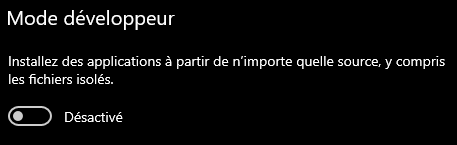 Mode développeur
Installez des applications à partir de n’importe quelle source, y compris
les fichiers isolés.
Désactivé